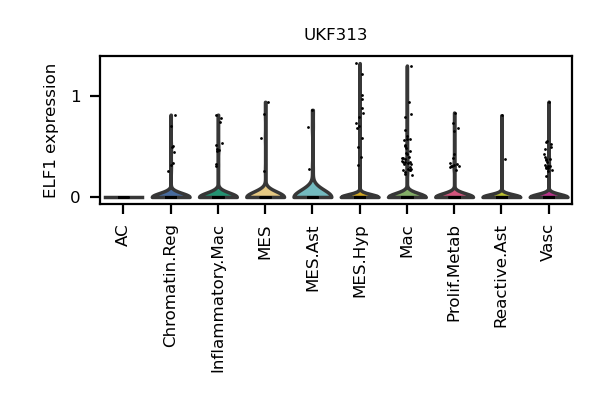 UKF313
ELF1 expression
1
0
AC
Chromatin.Reg
Inflammatory.Mac
MES
MES.Ast
MES.Hyp
Mac
Prolif.Metab
Reactive.Ast
Vasc